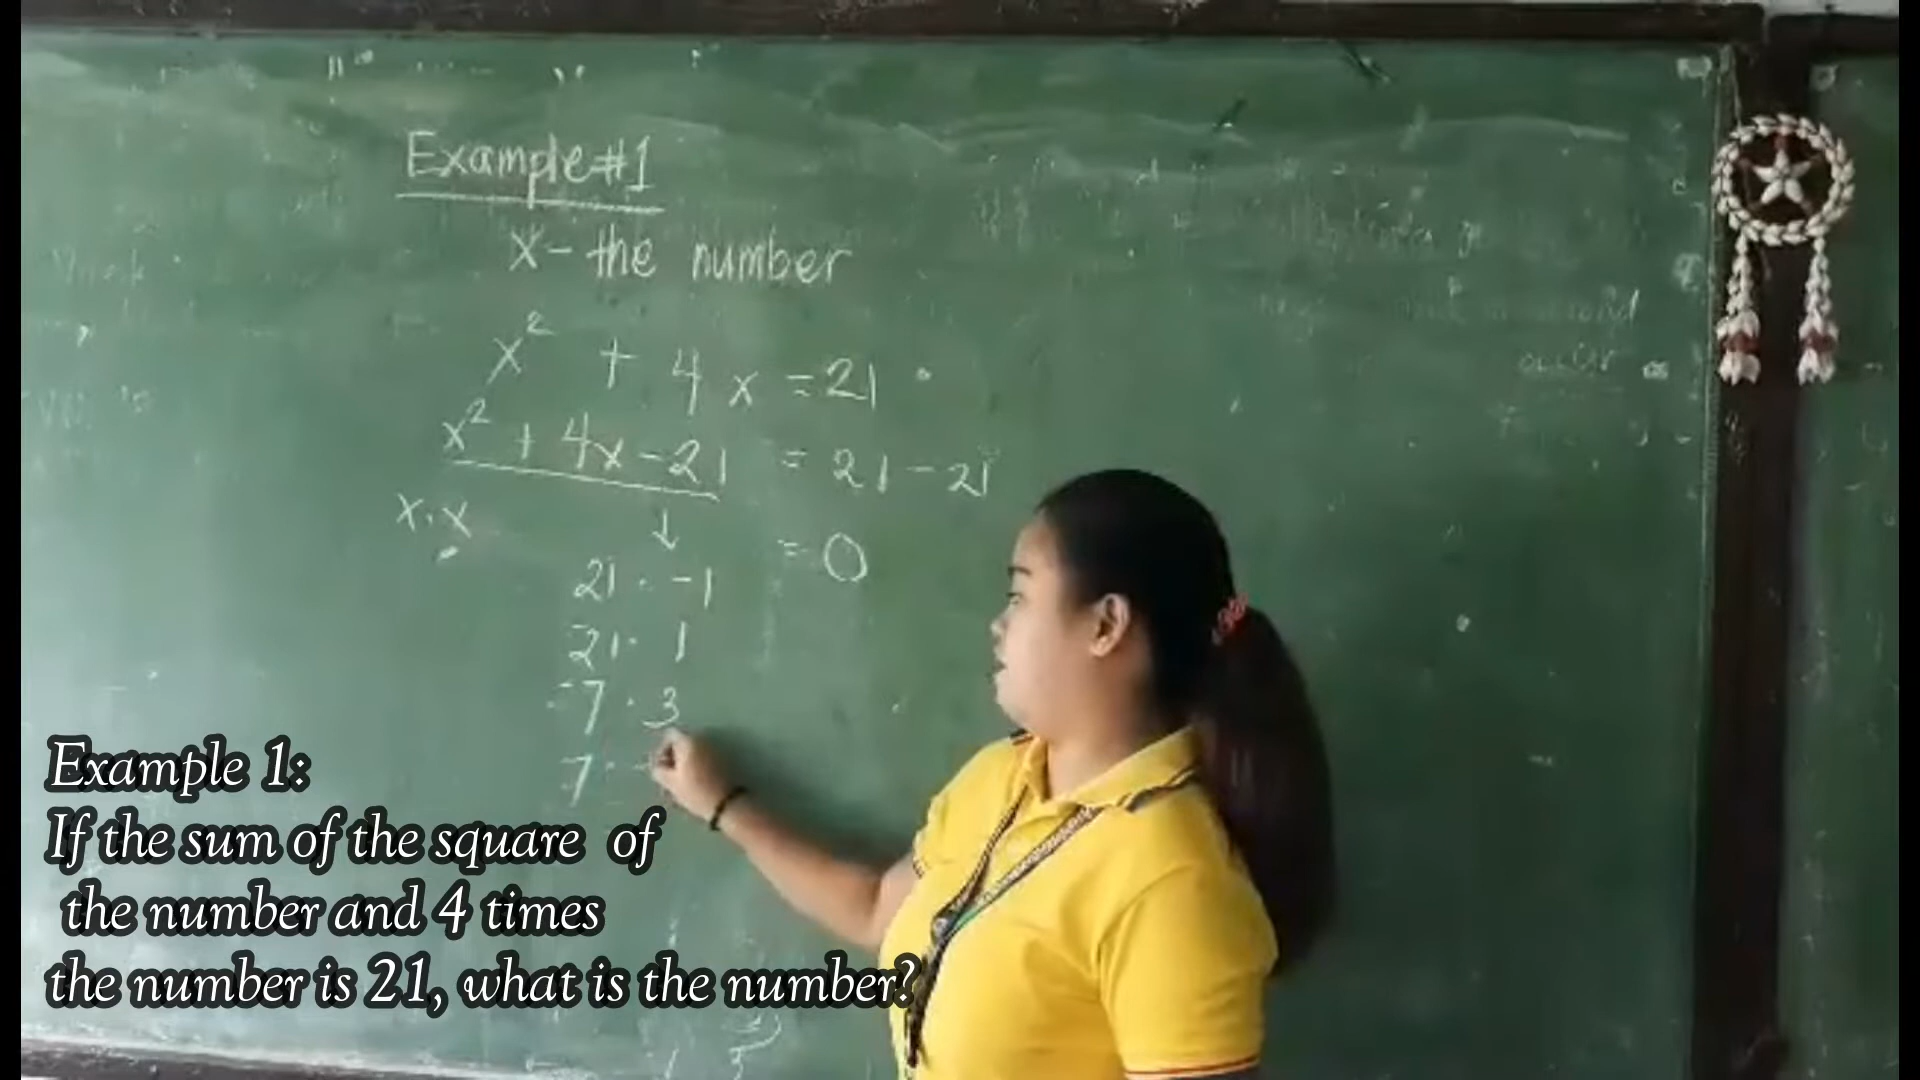 Example #1
x - the number
x² + 4x = 21
x² + 4x - 21 = 21 - 21
x . x
= 0
21 . -1
-21 . 1
-7 . 3
7 . -
Example 1:
If the sum of the square of
the number and 4 times
the number is 21, what is the number?